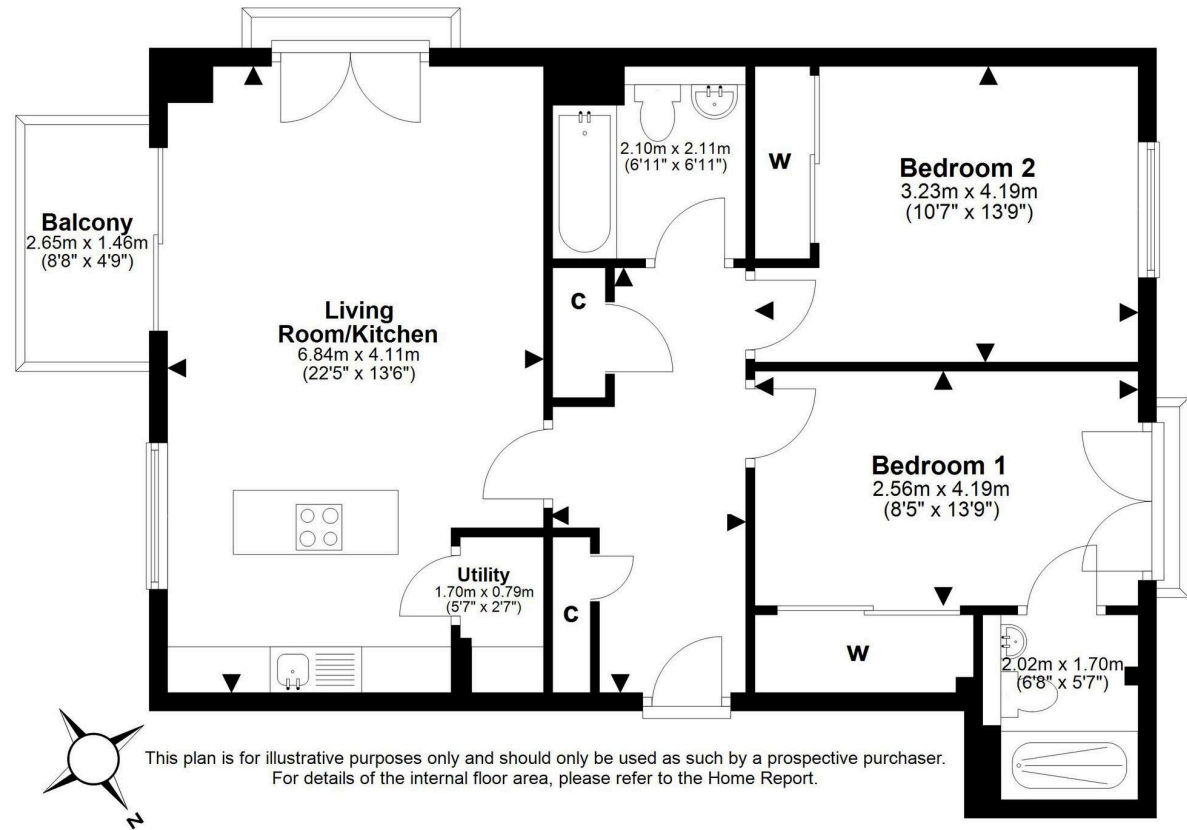 Balcony
2.65m x 1.46m
(8'8" x 4'9")
Living
Room/Kitchen
6.84m x 4.11m
(22'5" x 13'6")
2.10m x 2.11m
(6'11" x 6'11")
W
Bedroom 2
3.23m x 4.19m
(10'7" x 13'9")
C
Bedroom 1
2.56m x 4.19m
(8'5" x 13'9")
Utility
1.70m x 0.79m
(5'7" x 2'7")
C
W
2.02m x 1.70m
(6'8" x 5'7")
N
This plan is for illustrative purposes only and should only be used as such by a prospective purchaser.
For details of the internal floor area, please refer to the Home Report.